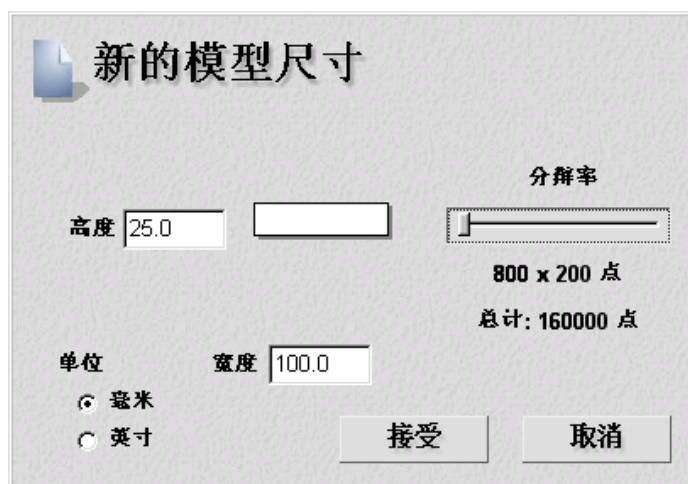 新的模型尺寸
分辩率
高度 25.0
800 x 200 点
总计: 160000 点
单位
宽度 100.0
毫米
英寸
接受
取消